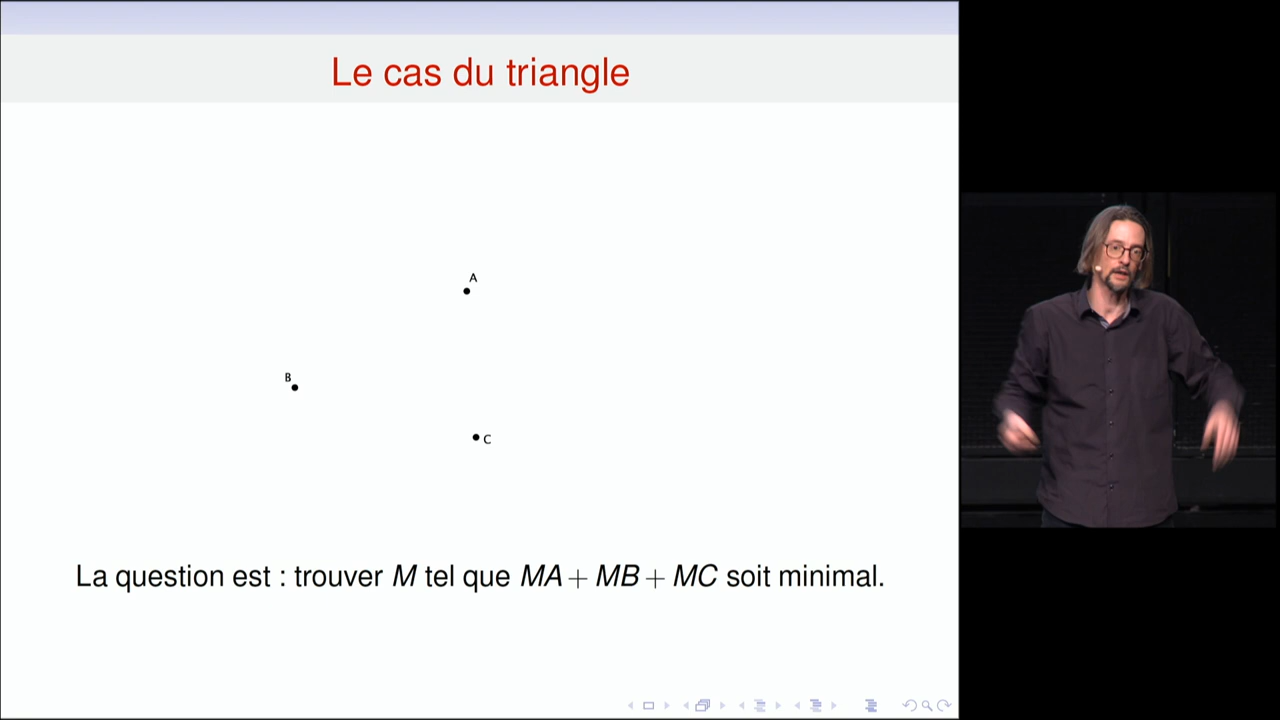 Le cas du triangle
A
B
C
La question est : trouver M tel que MA + MB + MC soit minimal.